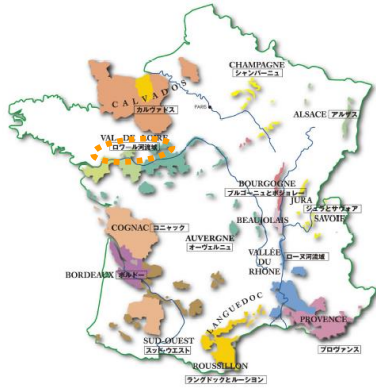 CHAMPAGNE
シャンパーニュ
CALVADOS
カルヴァドス
PARIS
ALSACE アルザス
VAL DE LOIRE
ロワール河流域
BOURGOGNE
ブルゴーニュとボジョレー
JURA
ジュラとサヴォア
SAVOIE
BEAUJOLAIS
COGNAC コニャック
AUVERGNE
オーヴェルニュ
VALLÉE
DU
RHÔNE
ローヌ河流域
BORDEAUX ボルドー
LANGUEDOC
PROVENCE
プロヴァンス
SUD-OUEST
スッド・ウエスト
ROUSSILLON
ラングドックとルーション